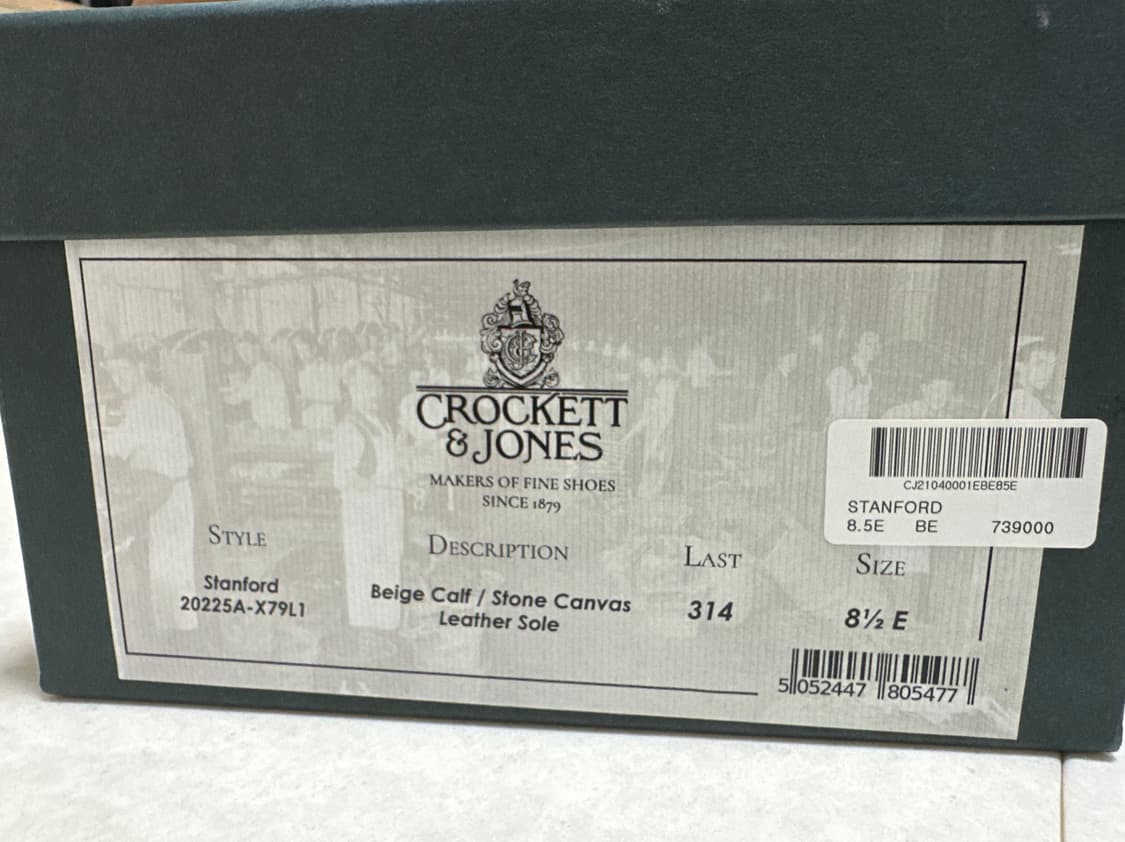 CROCKETT
& JONES
MAKERS OF FINE SHOES
SINCE 1879
CJ21040001EBE85E
STANFORD
8.5E BE 739000
STYLE
Stanford
20225A-X79L1
DESCRIPTION
Beige Calf / Stone Canvas
Leather Sole
LAST
314
SIZE
8½ E
5 052447 805477